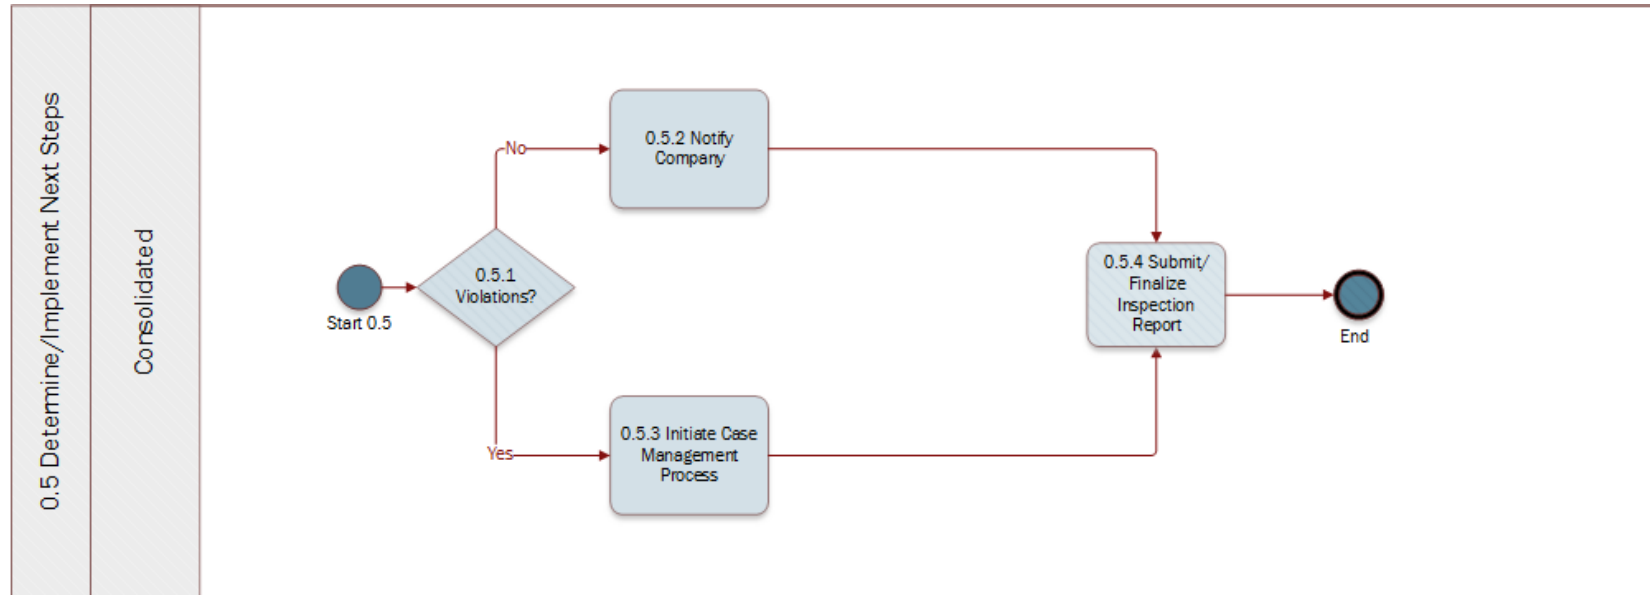 0.5 Determine/Implement Next Steps
Consolidated
Start 0.5
0.5.1
Violations?
No
0.5.2 Notify
Company
Yes
0.5.3 Initiate Case
Management
Process
0.5.4 Submit/
Finalize
Inspection
Report
End